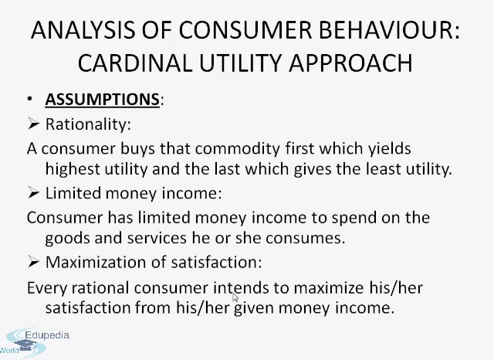 ANALYSIS OF CONSUMER BEHAVIOUR:
CARDINAL UTILITY APPROACH
• ASSUMPTIONS:
➢ Rationality:
A consumer buys that commodity first which yields
highest utility and the last which gives the least utility.
➢ Limited money income:
Consumer has limited money income to spend on the
goods and services he or she consumes.
➢ Maximization of satisfaction:
Every rational consumer intends to maximize his/her
satisfaction from his/her given money income.
Edupedia
World